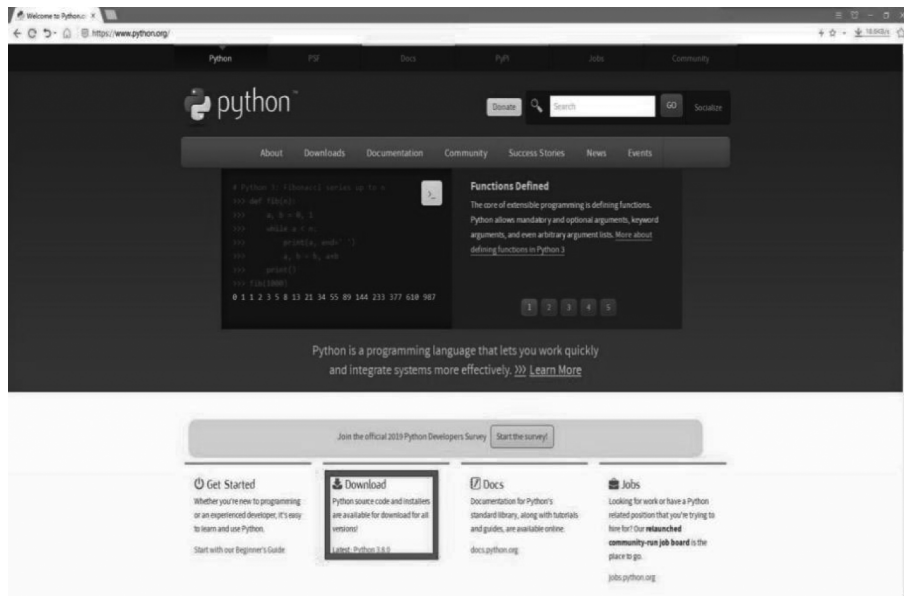 Welcome to Python.o
https://www.python.org/
Python PSF Docs PyPI Jobs Community
python™
Donate Search GO Socialize
About Downloads Documentation Community Success Stories News Events
# Python 3: Fibonacci series up to n
>>> def fib(n):
>>> a, b = 0, 1
>>> while a < n:
>>> print(a, end=' ')
>>> a, b = b, a+b
>>> print()
>>> fib(1000)
0 1 1 2 3 5 8 13 21 34 55 89 144 233 377 610 987
>_
Functions Defined
The core of extensible programming is defining functions.
Python allows mandatory and optional arguments, keyword
arguments, and even arbitrary argument lists. More about
defining functions in Python 3
1 2 3 4 5
Python is a programming language that lets you work quickly
and integrate systems more effectively. >>> Learn More
Join the official 2019 Python Developers Survey Start the survey!
Get Started
Whether you're new to programming
or an experienced developer, it's easy
to learn and use Python.
Start with our Beginner's Guide
Download
Python source code and installers
are available for download for all
versions!
Latest: Python 3.8.0
Docs
Documentation for Python's
standard library, along with tutorials
and guides, are available online.
docs.python.org
Jobs
Looking for work or have a Python
related position that you're trying to
hire for? Our relaunched
community-run job board is the
place to go.
jobs.python.org